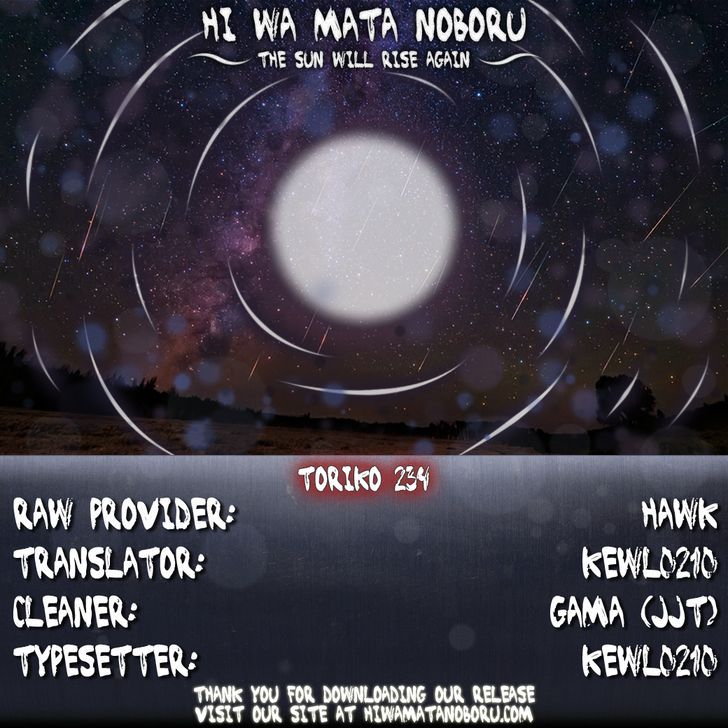 HI WA MATA NOBORU
THE SUN WILL RISE AGAIN
TORIKO 234
RAW PROVIDER: HAWK
TRANSLATOR: KEWL0210
CLEANER: GAMA (JJT)
TYPESETTER: KEWL0210
THANK YOU FOR DOWNLOADING OUR RELEASE
VISIT OUR SITE AT HIWAMATANOBORU.COM